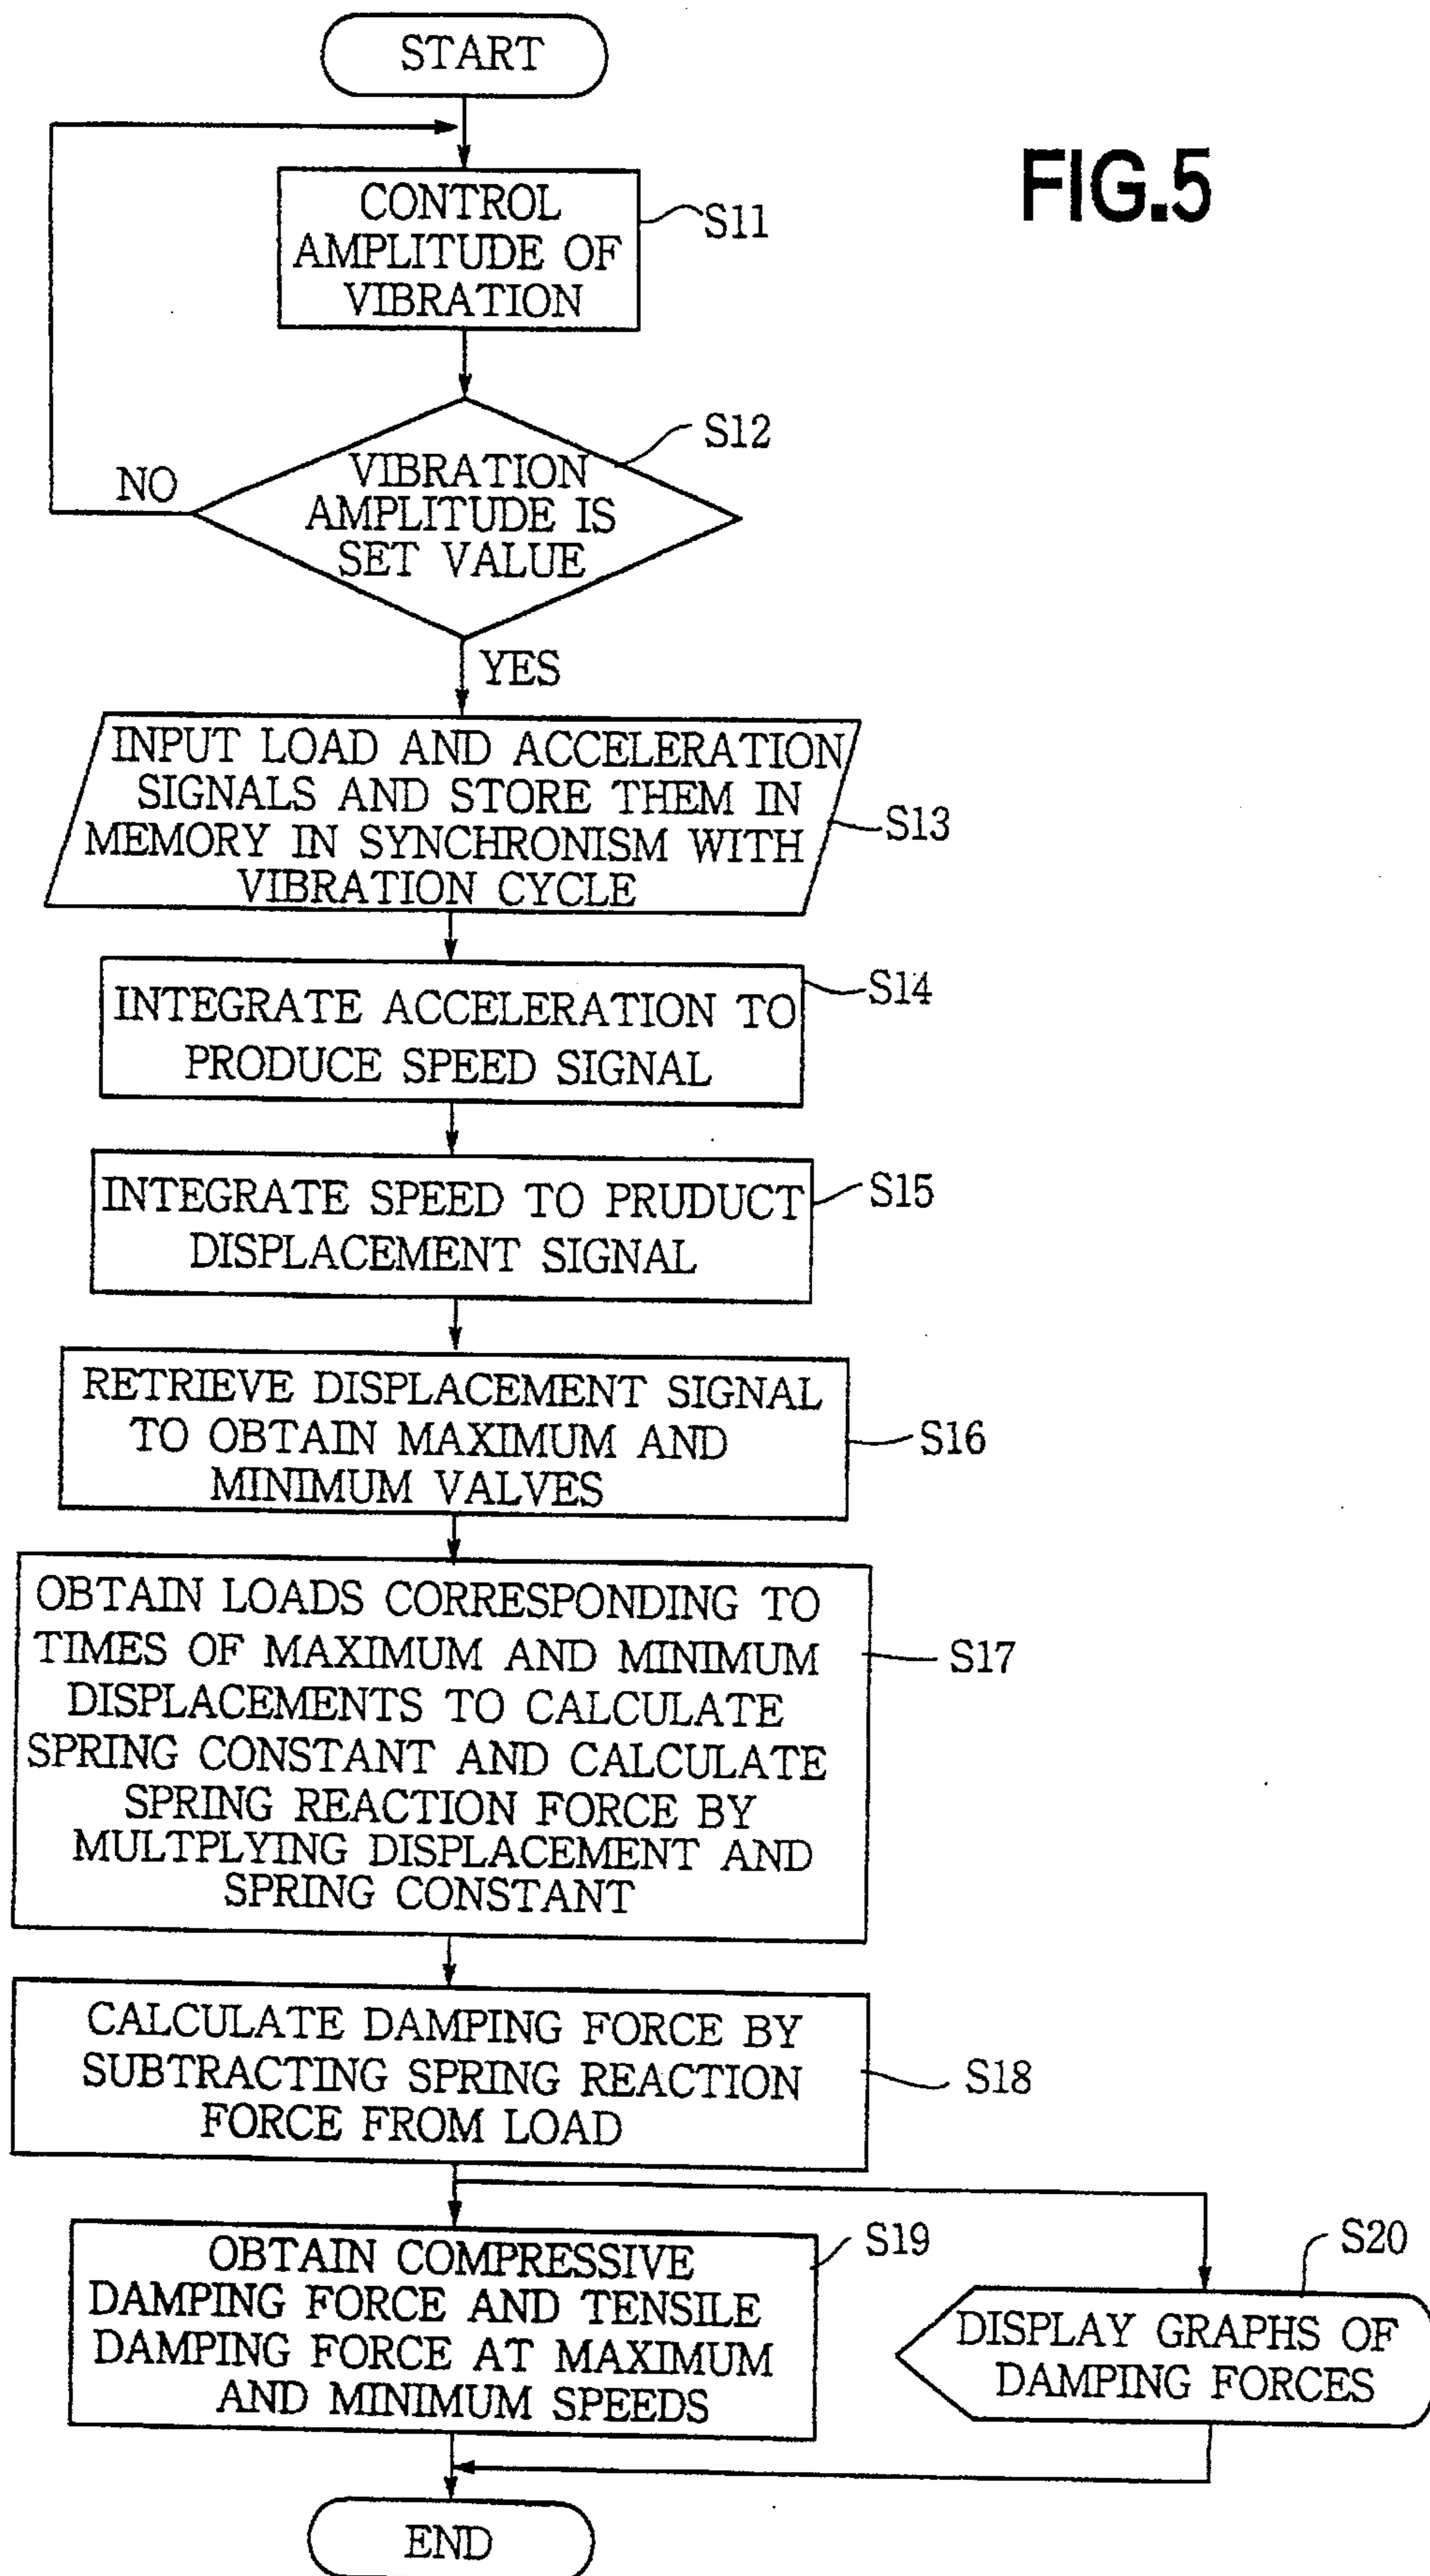 START
FIG.5
CONTROL
AMPLITUDE OF
VIBRATION
S11
S12
VIBRATION
AMPLITUDE IS
SET VALUE
NO
YES
INPUT LOAD AND ACCELERATION
SIGNALS AND STORE THEM IN
MEMORY IN SYNCHRONISM WITH
VIBRATION CYCLE
S13
INTEGRATE ACCELERATION TO
PRODUCE SPEED SIGNAL
S14
INTEGRATE SPEED TO PRUDUCT
DISPLACEMENT SIGNAL
S15
RETRIEVE DISPLACEMENT SIGNAL
TO OBTAIN MAXIMUM AND
MINIMUM VALVES
S16
OBTAIN LOADS CORRESPONDING TO
TIMES OF MAXIMUM AND MINIMUM
DISPLACEMENTS TO CALCULATE
SPRING CONSTANT AND CALCULATE
SPRING REACTION FORCE BY
MULTPLYING DISPLACEMENT AND
SPRING CONSTANT
S17
CALCULATE DAMPING FORCE BY
SUBTRACTING SPRING REACTION
FORCE FROM LOAD
S18
OBTAIN COMPRESSIVE
DAMPING FORCE AND TENSILE
DAMPING FORCE AT MAXIMUM
AND MINIMUM SPEEDS
S19
S20
DISPLAY GRAPHS OF
DAMPING FORCES
END